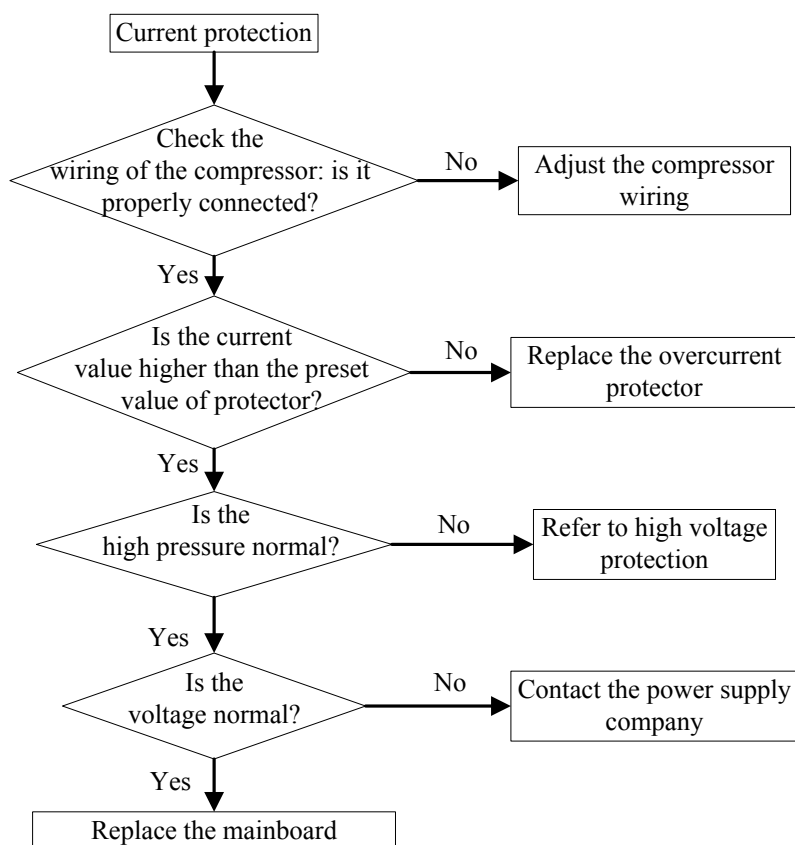 Current protection
Check the
wiring of the compressor: is it
properly connected?
No
Adjust the compressor
wiring
Yes
Is the current
value higher than the preset
value of protector?
No
Replace the overcurrent
protector
Yes
Is the
high pressure normal?
No
Refer to high voltage
protection
Yes
Is the
voltage normal?
No
Contact the power supply
company
Yes
Replace the mainboard